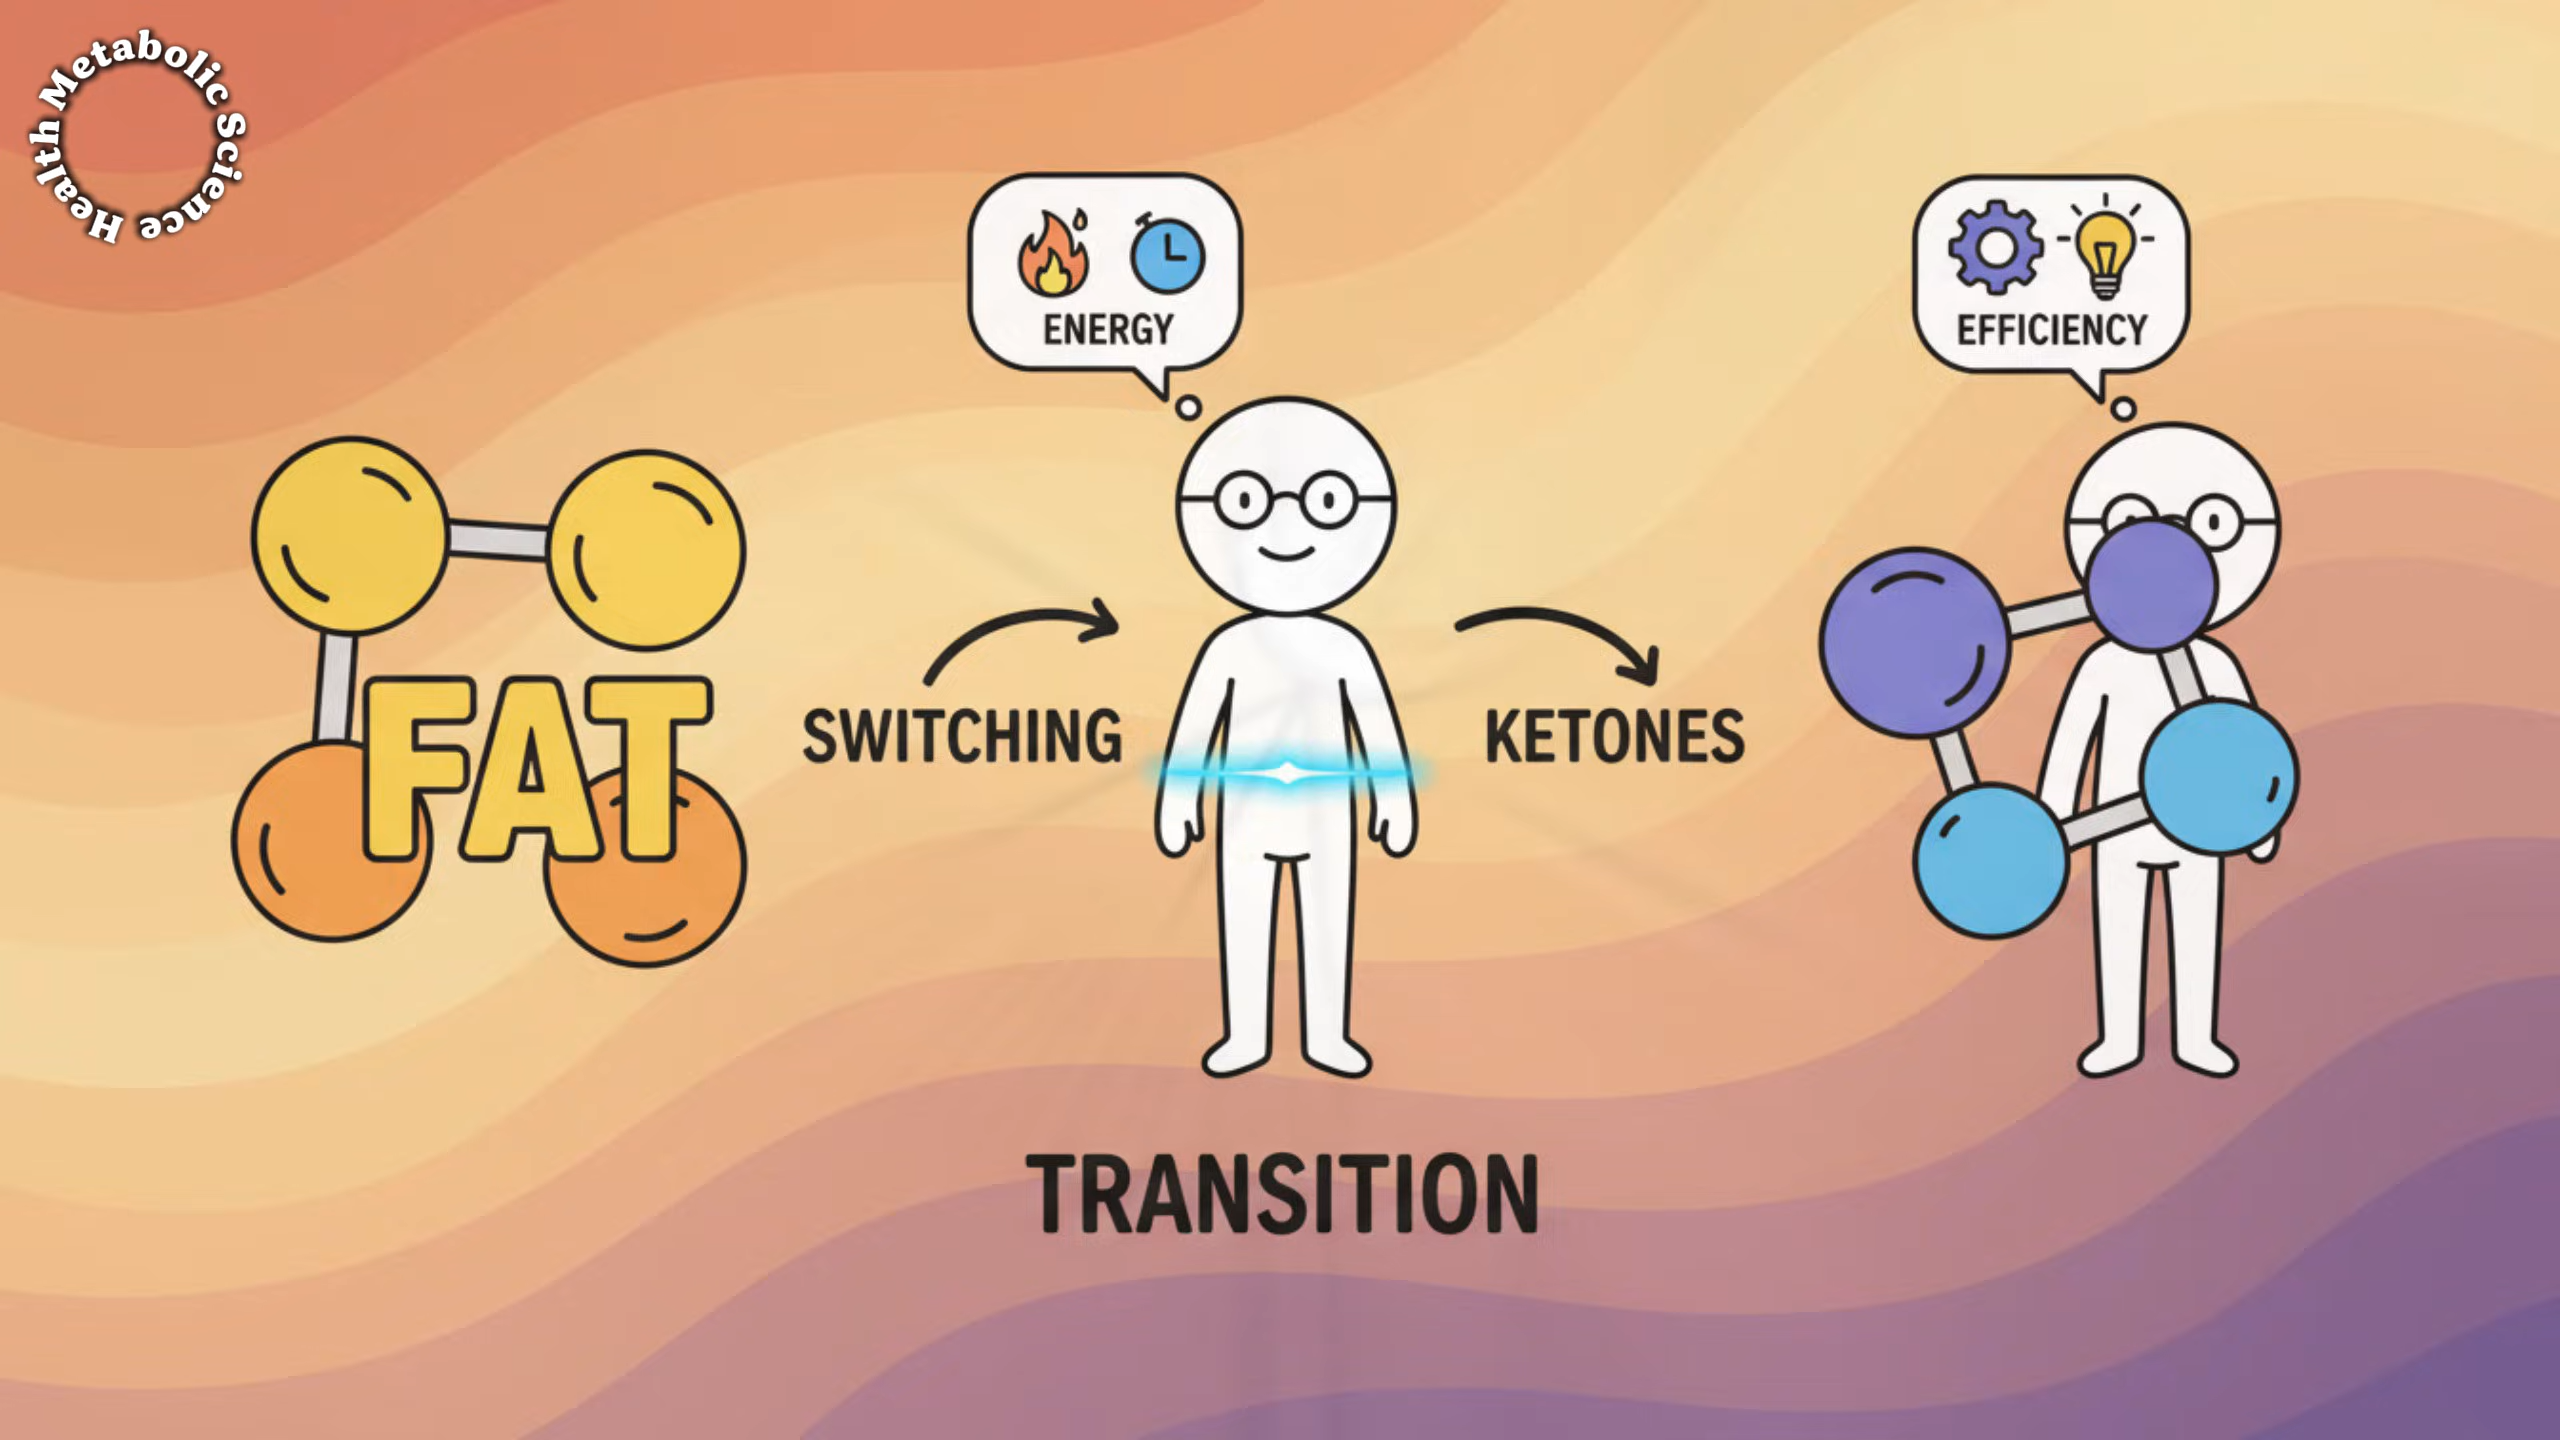 Metabolic Science Health
ENERGY
EFFICIENCY
FAT
SWITCHING
KETONES
TRANSITION